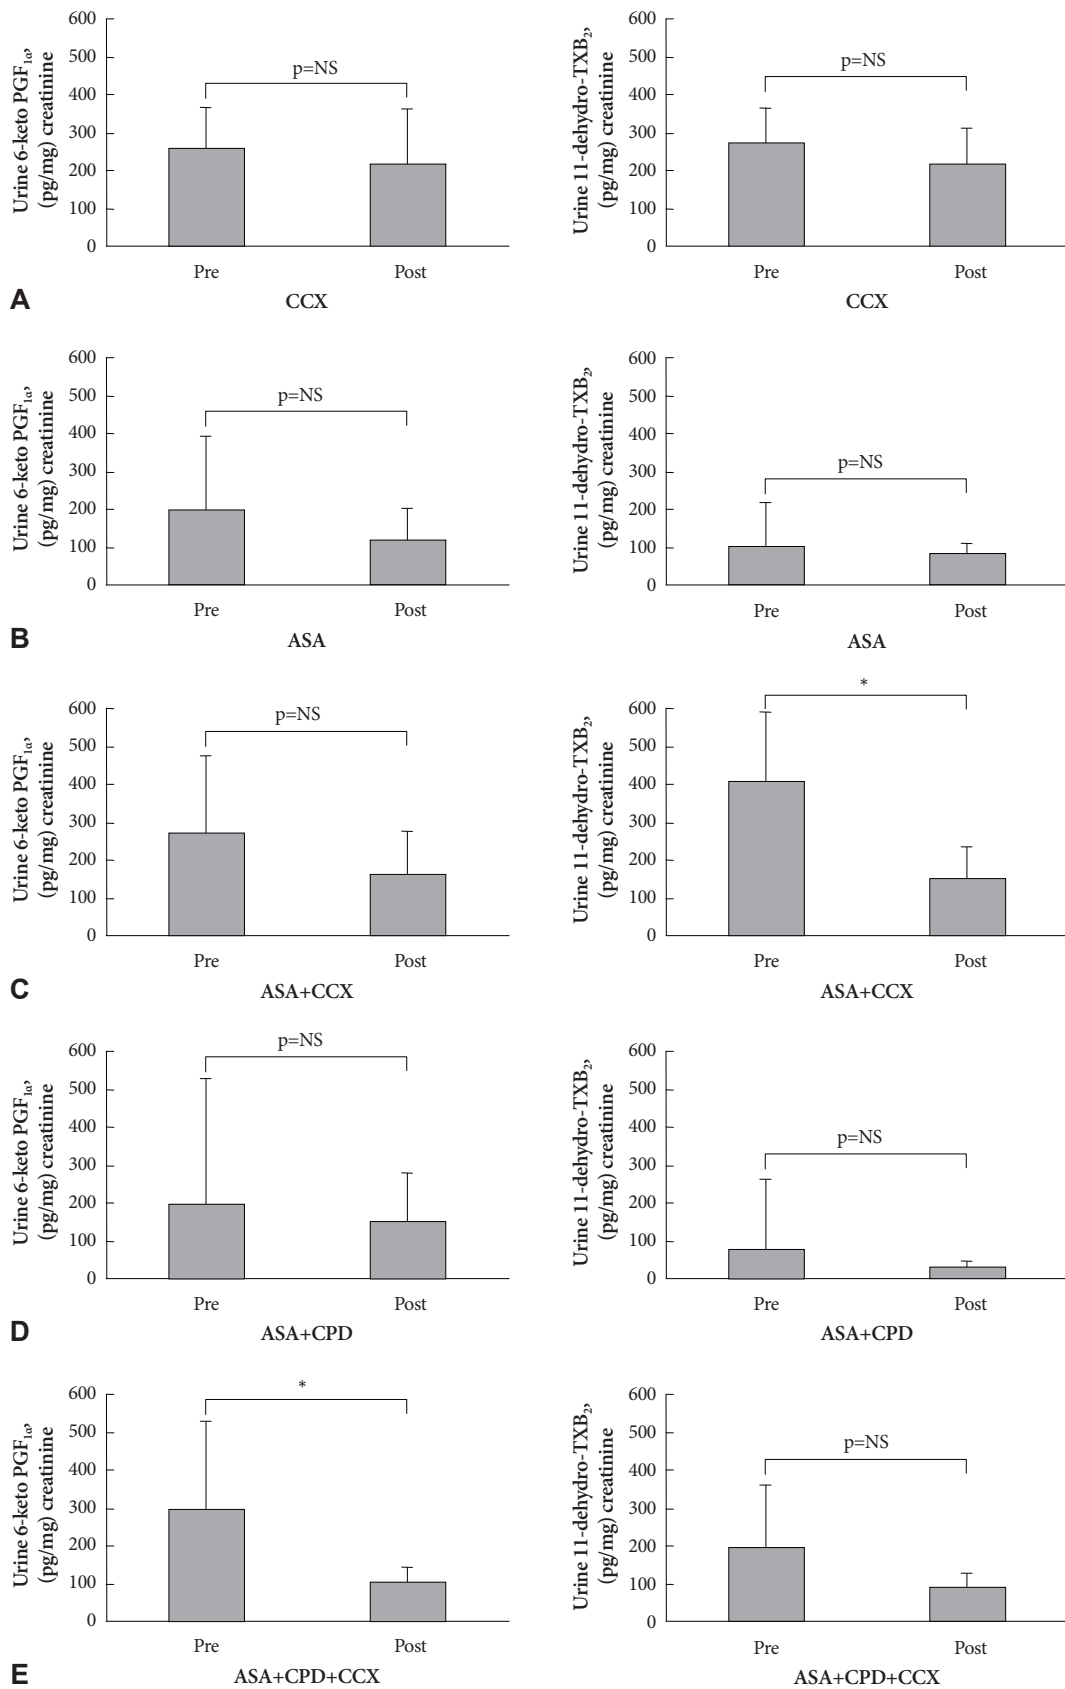 Urine 6-keto PGF1α,
(pg/mg) creatinine
600
500
400
300
200
100
0
p=NS
Pre
Post
CCX
Urine 11-dehydro-TXB2,
(pg/mg) creatinine
600
500
400
300
200
100
0
p=NS
Pre
Post
CCX
A
Urine 6-keto PGF1α,
(pg/mg) creatinine
600
500
400
300
200
100
0
p=NS
Pre
Post
ASA
Urine 11-dehydro-TXB2,
(pg/mg) creatinine
600
500
400
300
200
100
0
p=NS
Pre
Post
ASA
B
Urine 6-keto PGF1α,
(pg/mg) creatinine
600
500
400
300
200
100
0
p=NS
Pre
Post
ASA+CCX
Urine 11-dehydro-TXB2,
(pg/mg) creatinine
600
500
400
300
200
100
0
*
Pre
Post
ASA+CCX
C
Urine 6-keto PGF1α,
(pg/mg) creatinine
600
500
400
300
200
100
0
p=NS
Pre
Post
ASA+CPD
Urine 11-dehydro-TXB2,
(pg/mg) creatinine
600
500
400
300
200
100
0
p=NS
Pre
Post
ASA+CPD
D
Urine 6-keto PGF1α,
(pg/mg) creatinine
600
500
400
300
200
100
0
*
Pre
Post
ASA+CPD+CCX
Urine 11-dehydro-TXB2,
(pg/mg) creatinine
600
500
400
300
200
100
0
p=NS
Pre
Post
ASA+CPD+CCX
E